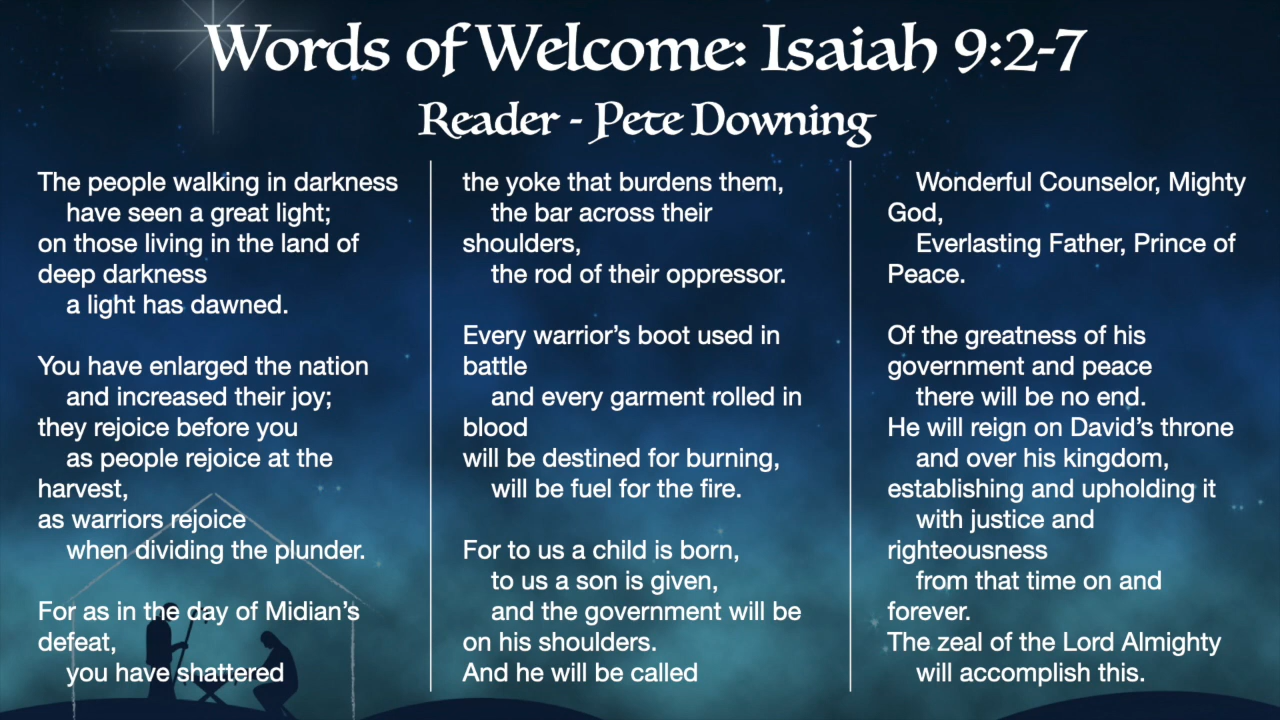 Words of Welcome: Isaiah 9:2-7
Reader - Pete Downing
The people walking in darkness
have seen a great light;
on those living in the land of
deep darkness
a light has dawned.
You have enlarged the nation
and increased their joy;
they rejoice before you
as people rejoice at the
harvest,
as warriors rejoice
when dividing the plunder.
For as in the day of Midian’s
defeat,
you have shattered
the yoke that burdens them,
the bar across their
shoulders,
the rod of their oppressor.
Every warrior’s boot used in
battle
and every garment rolled in
blood
will be destined for burning,
will be fuel for the fire.
For to us a child is born,
to us a son is given,
and the government will be
on his shoulders.
And he will be called
Wonderful Counselor, Mighty
God,
Everlasting Father, Prince of
Peace.
Of the greatness of his
government and peace
there will be no end.
He will reign on David’s throne
and over his kingdom,
establishing and upholding it
with justice and
righteousness
from that time on and
forever.
The zeal of the Lord Almighty
will accomplish this.